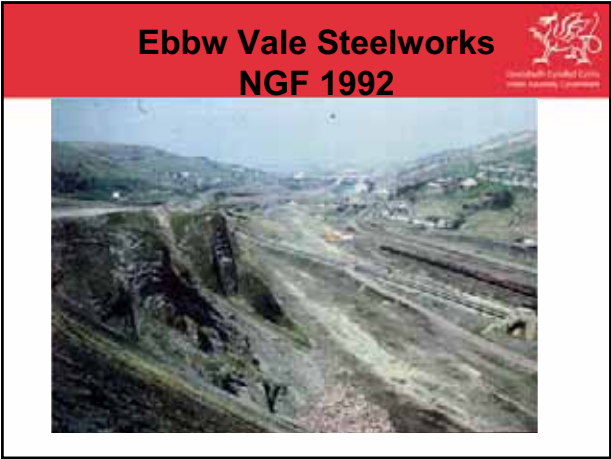 Ebbw Vale Steelworks
NGF 1992
Llywodraeth Cynulliad Cymru
Welsh Assembly Government